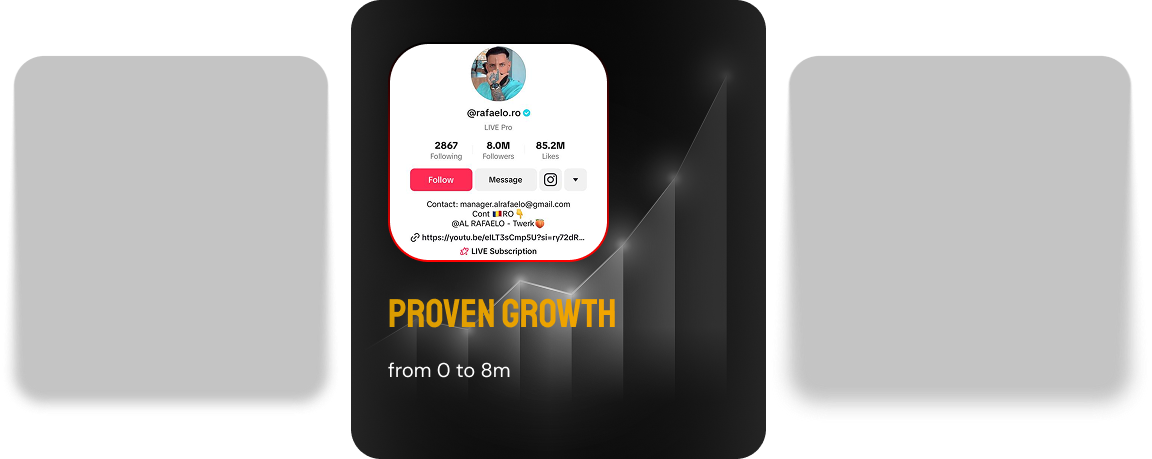 @rafaelo.ro
LIVE Pro
2867 8.0M 85.2M
Following Followers Likes
Follow Message
Contact: manager.alrafaelo@gmail.com
Cont 🇷🇴RO👇
@AL RAFAELO - Twerk🍑
https://youtu.be/elLT3sCmpSU?si=ry72dR...
LIVE Subscription
PROVEN GROWTH
from 0 to 8m